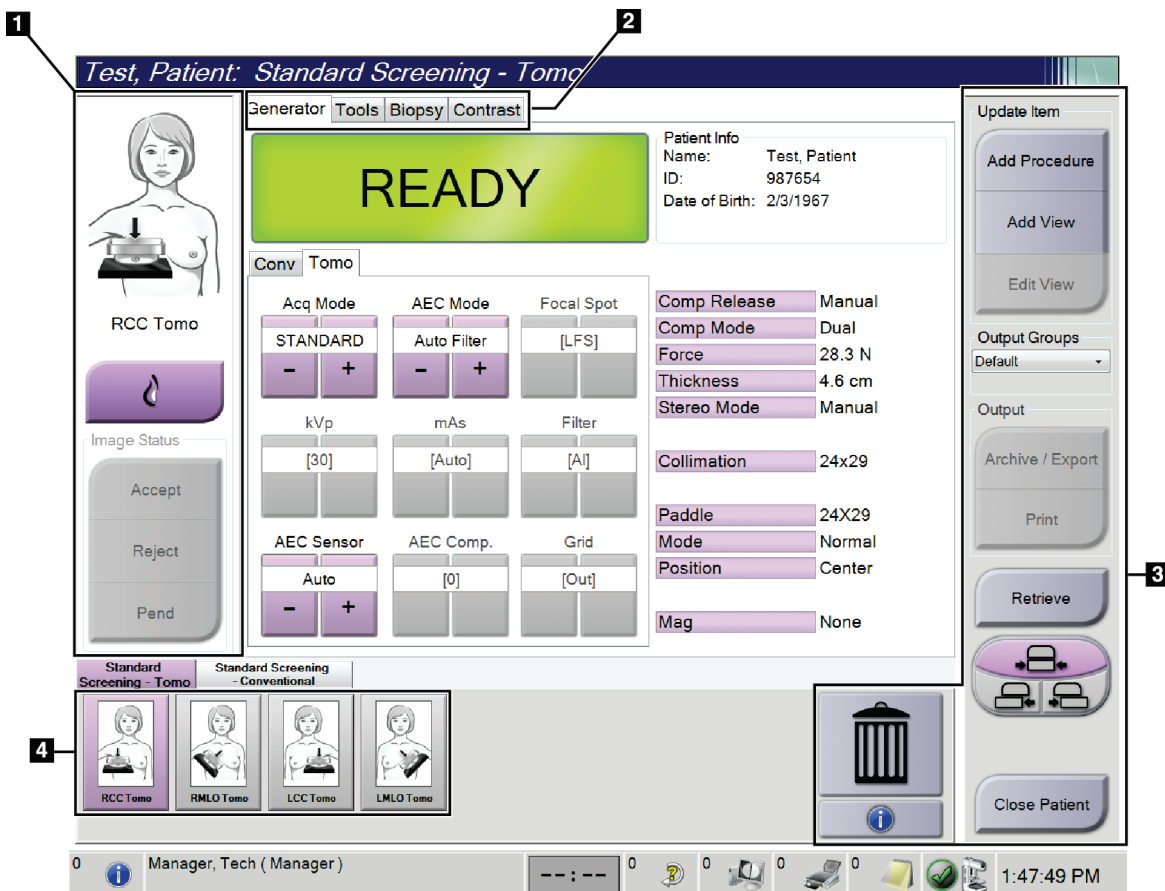 1
2
Test, Patient: Standard Screening - Tomo
Generator Tools Biopsy Contrast
READY
Patient Info
Name: Test, Patient
ID: 987654
Date of Birth: 2/3/1967
RCC Tomo
Image Status
Accept
Reject
Pend
Conv Tomo
Acq Mode AEC Mode Focal Spot
STANDARD Auto Filter [LFS]
- + - +
kVp mAs Filter
[30] [Auto] [Al]
AEC Sensor AEC Comp. Grid
Auto [0] [Out]
- +
Comp Release Manual
Comp Mode Dual
Force 28.3 N
Thickness 4.6 cm
Stereo Mode Manual
Collimation 24x29
Paddle 24X29
Mode Normal
Position Center
Mag None
Update Item
Add Procedure
Add View
Edit View
Output Groups
Default
Output
Archive / Export
Print
3
Retrieve
Close Patient
Standard
Screening - Tomo
Standard Screening
- Conventional
4
RCC Tomo RMLO Tomo LCC Tomo LMLO Tomo
0 Manager, Tech ( Manager ) --:-- 0 0 0 0 1:47:49 PM